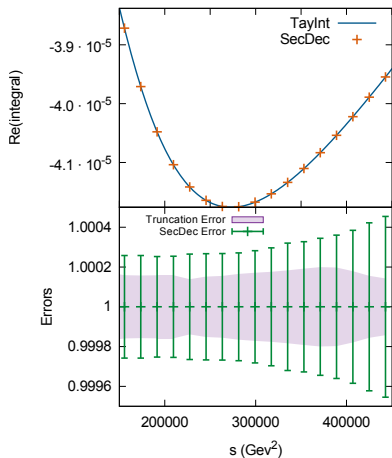 TayInt
SecDec
-3.9 · 10⁻⁵
-4.0 · 10⁻⁵
-4.1 · 10⁻⁵
Re(integral)
Truncation Error
SecDec Error
1.0004
1.0002
1
0.9998
0.9996
Errors
200000 300000 400000
s (Gev²)